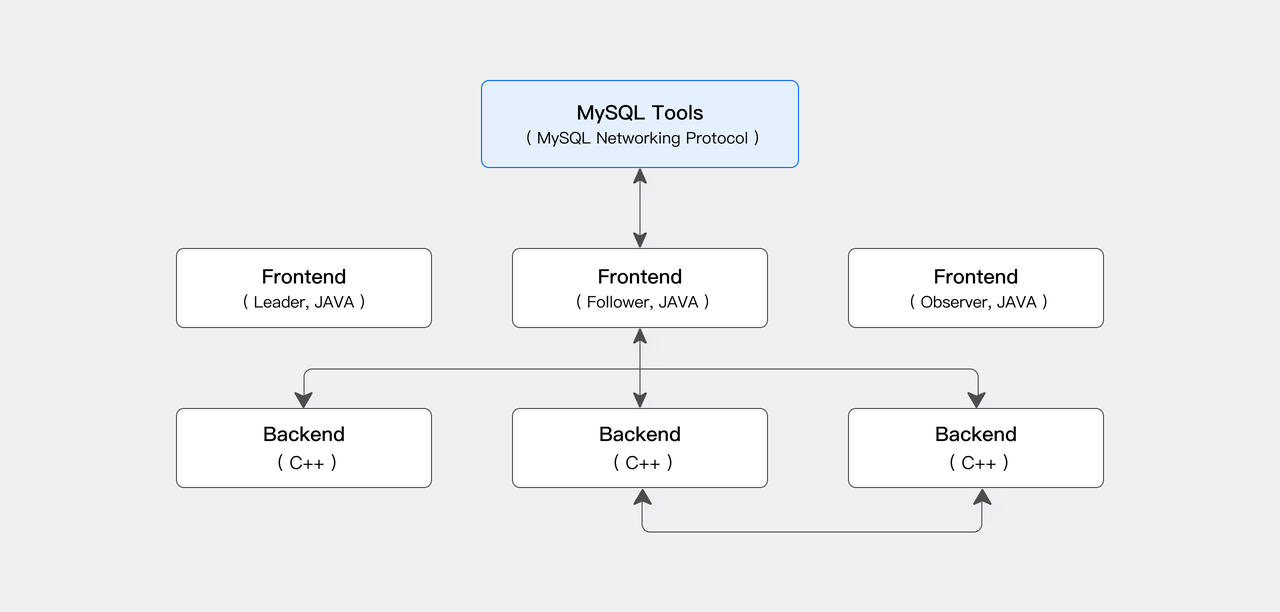 MySQL Tools
( MySQL Networking Protocol )
Frontend
( Leader, JAVA )
Frontend
( Follower, JAVA )
Frontend
( Observer, JAVA )
Backend
( C++ )
Backend
( C++ )
Backend
( C++ )